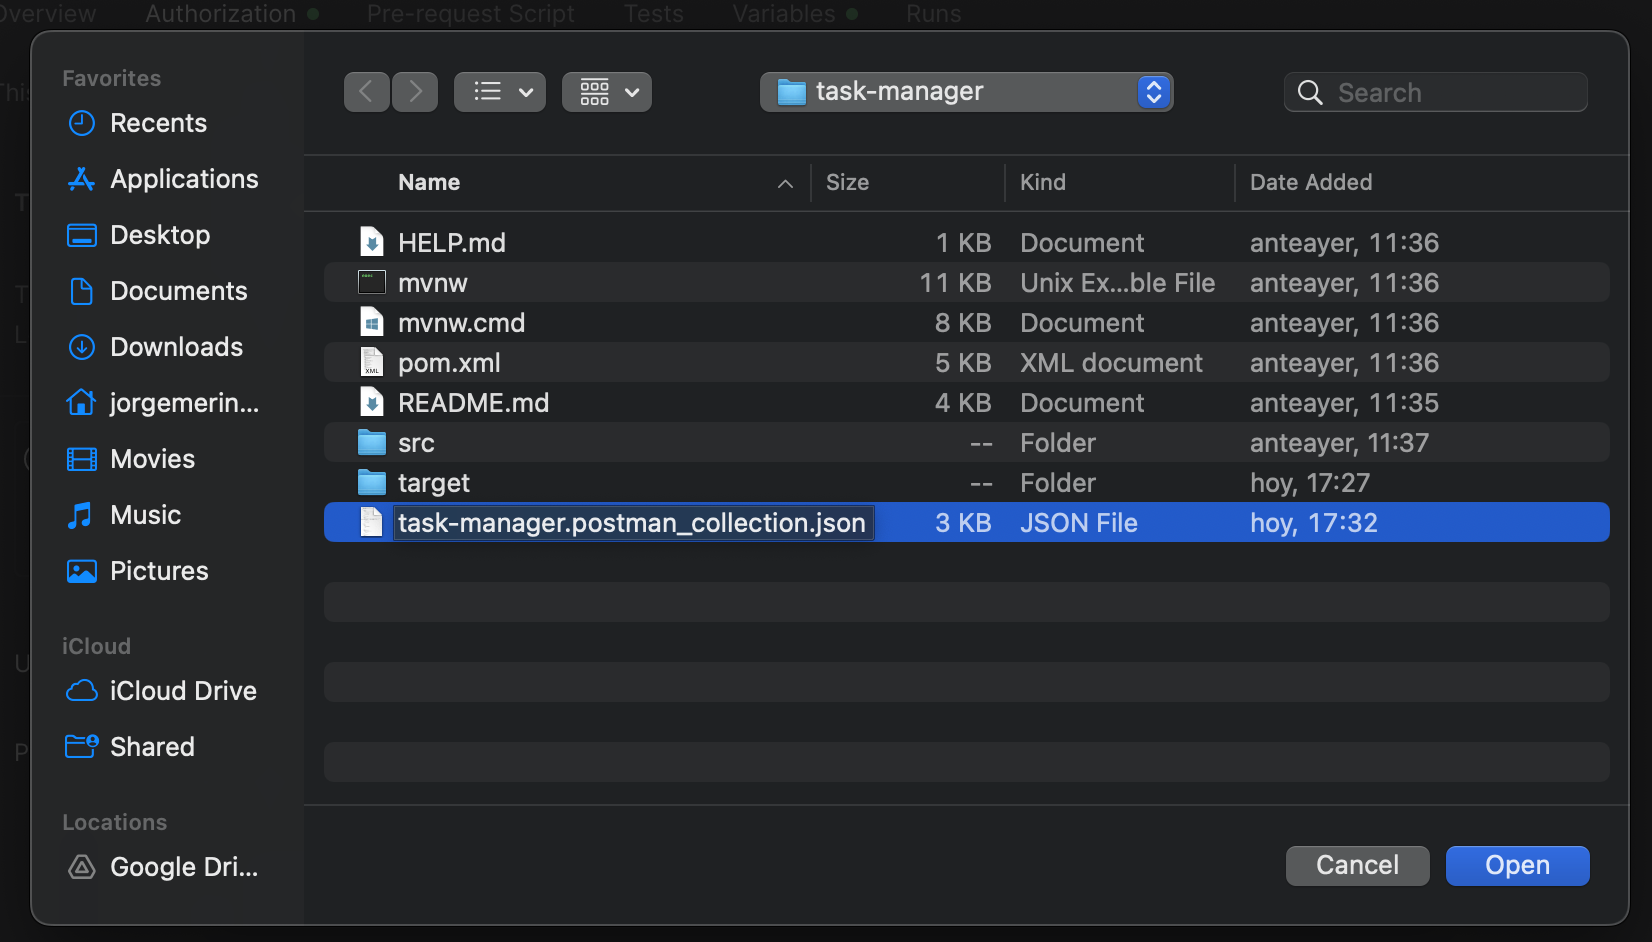 Overview Authorization Pre-request Script Tests Variables Runs
Favorites
Recents
Applications
Desktop
Documents
Downloads
jorgemerin...
Movies
Music
Pictures
iCloud
iCloud Drive
Shared
Locations
Google Dri...
task-manager
Search
Name Size Kind Date Added
HELP.md 1 KB Document anteayer, 11:36
mvnw 11 KB Unix Ex...ble File anteayer, 11:36
mvnw.cmd 8 KB Document anteayer, 11:36
pom.xml 5 KB XML document anteayer, 11:36
README.md 4 KB Document anteayer, 11:35
src -- Folder anteayer, 11:37
target -- Folder hoy, 17:27
task-manager.postman_collection.json 3 KB JSON File hoy, 17:32
Cancel Open